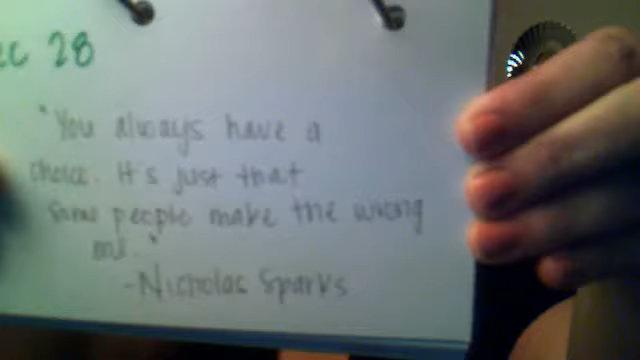 ec 28
"You always have a
choice. It's just that
some people make the wrong
"
-Nicholas Sparks